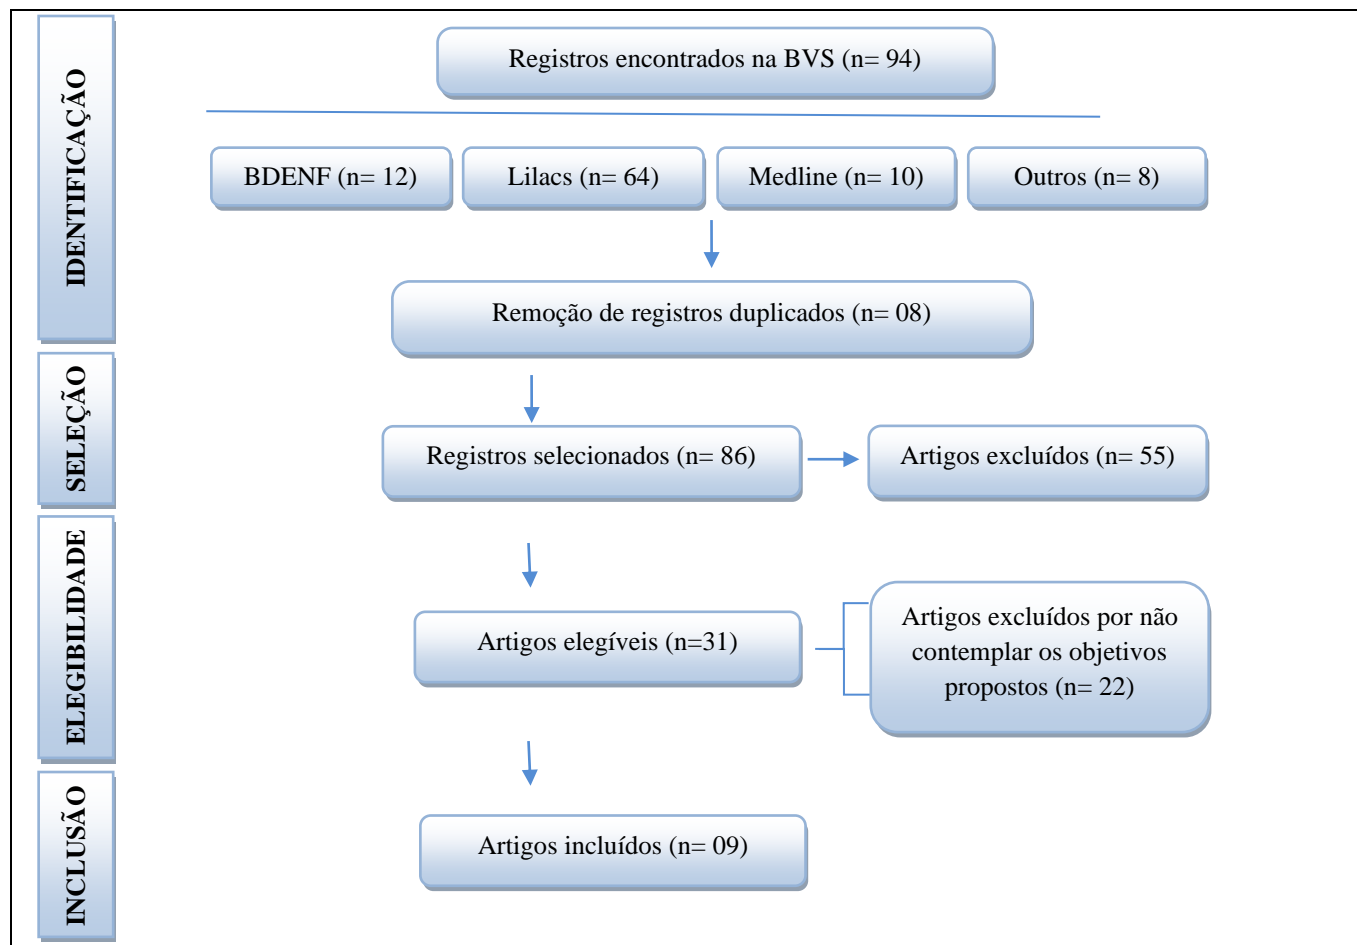 IDENTIFICAÇÃO
Registros encontrados na BVS (n= 94)
BDENF (n= 12)
Lilacs (n= 64)
Medline (n= 10)
Outros (n= 8)
Remoção de registros duplicados (n= 08)
SELEÇÃO
Registros selecionados (n= 86)
Artigos excluídos (n= 55)
ELEGIBILIDADE
Artigos elegíveis (n=31)
Artigos excluídos por não
contemplar os objetivos
propostos (n= 22)
INCLUSÃO
Artigos incluídos (n= 09)